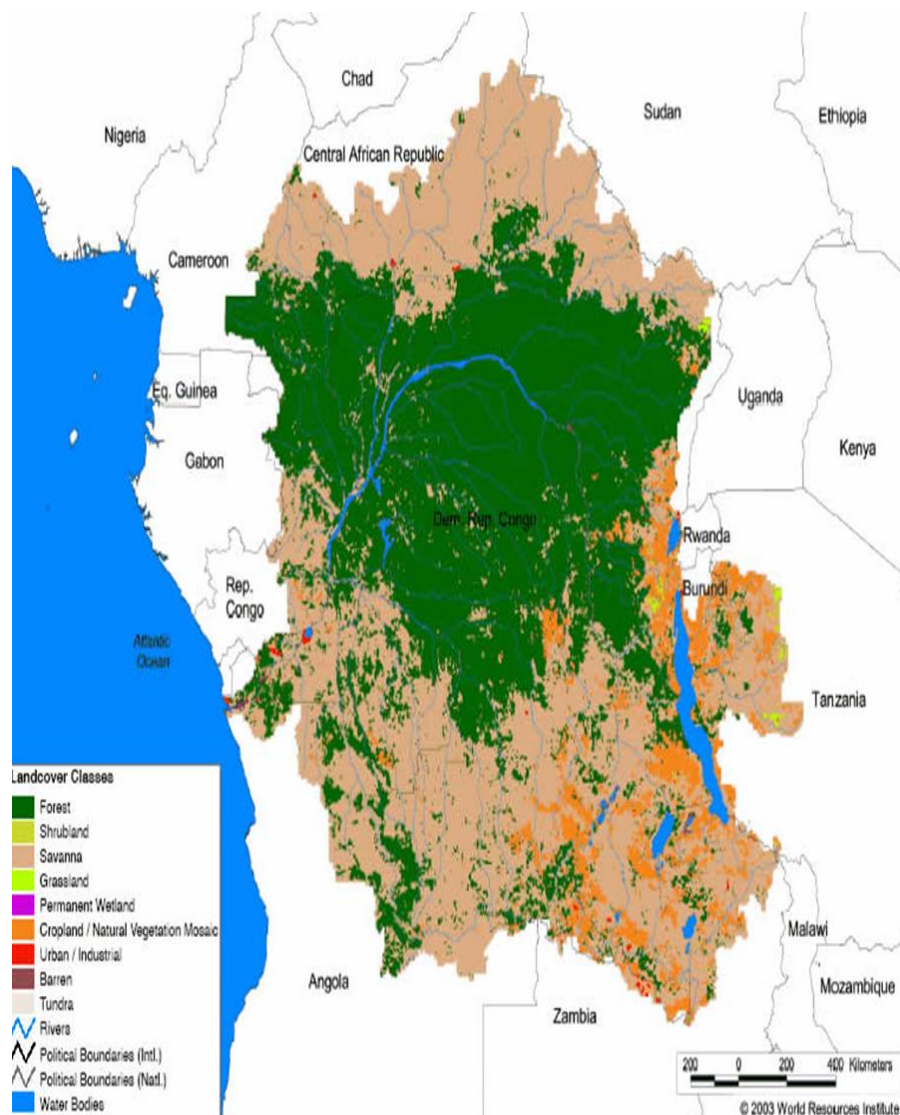 Chad
Sudan
Ethiopia
Nigeria
Central African Republic
Cameroon
Eq. Guinea
Uganda
Gabon
Kenya
Dem. Rep. Congo
Rwanda
Rep.
Congo
Burundi
Atlantic
Ocean
Tanzania
Landcover Classes
Forest
Shrubland
Savanna
Grassland
Permanent Wetland
Cropland / Natural Vegetation Mosaic
Urban / Industrial
Barren
Tundra
Rivers
Political Boundaries (Intl.)
Political Boundaries (Natl.)
Water Bodies
Angola
Zambia
Malawi
Mozambique
200 0 200 400 Kilometers
© 2003 World Resources Institute